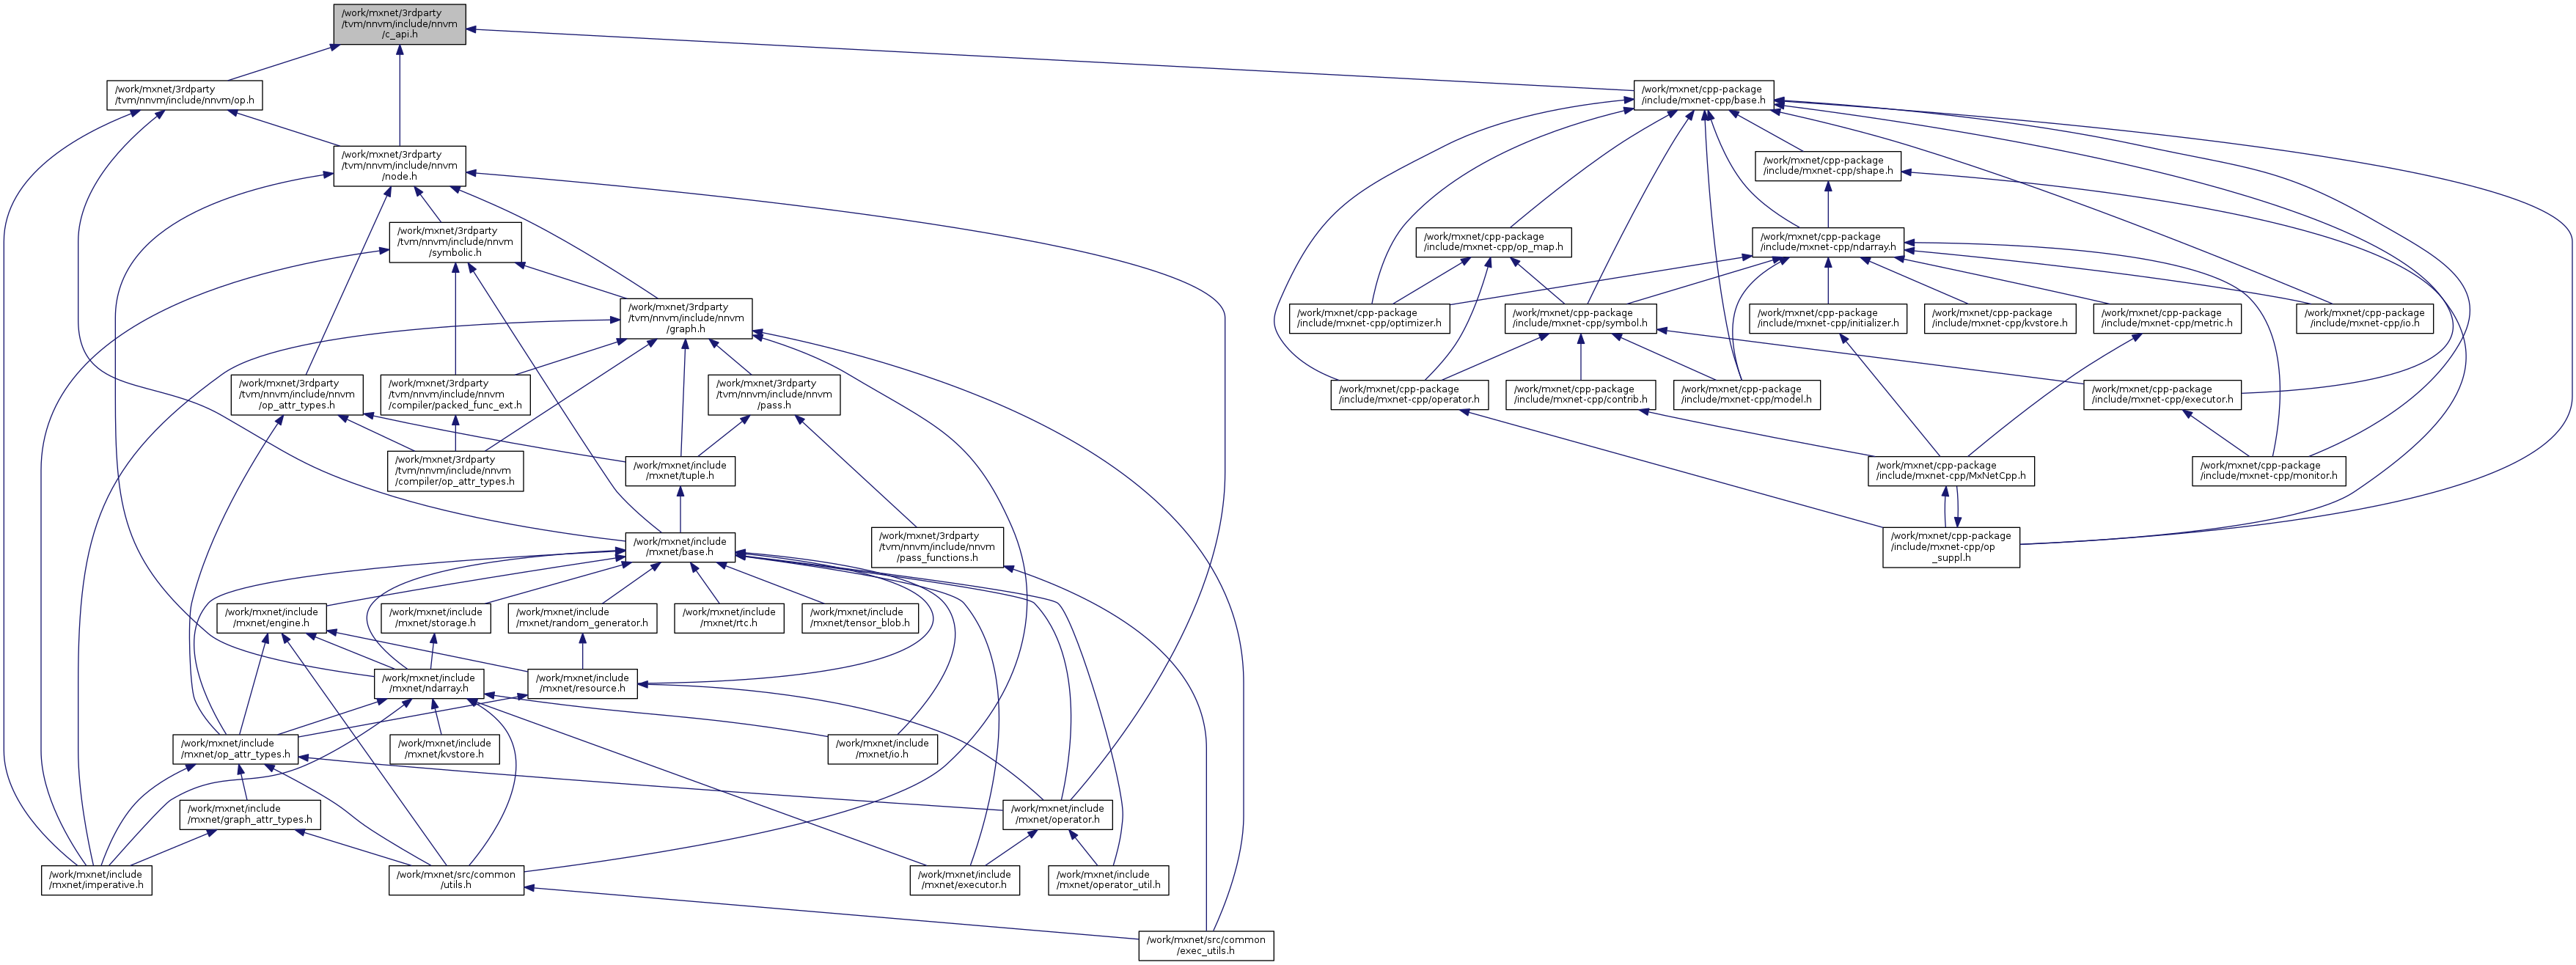 /work/mxnet/3rdparty
/tvm/nnvm/include/nnvm
/c_api.h
/work/mxnet/3rdparty
/tvm/nnvm/include/nnvm/op.h
/work/mxnet/cpp-package
/include/mxnet-cpp/base.h
/work/mxnet/3rdparty
/tvm/nnvm/include/nnvm
/node.h
/work/mxnet/cpp-package
/include/mxnet-cpp/shape.h
/work/mxnet/3rdparty
/tvm/nnvm/include/nnvm
/symbolic.h
/work/mxnet/cpp-package
/include/mxnet-cpp/op_map.h
/work/mxnet/cpp-package
/include/mxnet-cpp/ndarray.h
/work/mxnet/3rdparty
/tvm/nnvm/include/nnvm
/graph.h
/work/mxnet/cpp-package
/include/mxnet-cpp/optimizer.h
/work/mxnet/cpp-package
/include/mxnet-cpp/symbol.h
/work/mxnet/cpp-package
/include/mxnet-cpp/initializer.h
/work/mxnet/cpp-package
/include/mxnet-cpp/kvstore.h
/work/mxnet/cpp-package
/include/mxnet-cpp/metric.h
/work/mxnet/cpp-package
/include/mxnet-cpp/io.h
/work/mxnet/3rdparty
/tvm/nnvm/include/nnvm
/op_attr_types.h
/work/mxnet/3rdparty
/tvm/nnvm/include/nnvm
/compiler/packed_func_ext.h
/work/mxnet/3rdparty
/tvm/nnvm/include/nnvm
/pass.h
/work/mxnet/cpp-package
/include/mxnet-cpp/operator.h
/work/mxnet/cpp-package
/include/mxnet-cpp/contrib.h
/work/mxnet/cpp-package
/include/mxnet-cpp/model.h
/work/mxnet/cpp-package
/include/mxnet-cpp/executor.h
/work/mxnet/3rdparty
/tvm/nnvm/include/nnvm
/compiler/op_attr_types.h
/work/mxnet/include
/mxnet/tuple.h
/work/mxnet/cpp-package
/include/mxnet-cpp/MxNetCpp.h
/work/mxnet/cpp-package
/include/mxnet-cpp/monitor.h
/work/mxnet/include
/mxnet/base.h
/work/mxnet/3rdparty
/tvm/nnvm/include/nnvm
/pass_functions.h
/work/mxnet/cpp-package
/include/mxnet-cpp/op
_suppl.h
/work/mxnet/include
/mxnet/engine.h
/work/mxnet/include
/mxnet/storage.h
/work/mxnet/include
/mxnet/random_generator.h
/work/mxnet/include
/mxnet/rtc.h
/work/mxnet/include
/mxnet/tensor_blob.h
/work/mxnet/include
/mxnet/ndarray.h
/work/mxnet/include
/mxnet/resource.h
/work/mxnet/include
/mxnet/op_attr_types.h
/work/mxnet/include
/mxnet/kvstore.h
/work/mxnet/include
/mxnet/io.h
/work/mxnet/include
/mxnet/graph_attr_types.h
/work/mxnet/include
/mxnet/operator.h
/work/mxnet/include
/mxnet/imperative.h
/work/mxnet/src/common
/utils.h
/work/mxnet/include
/mxnet/executor.h
/work/mxnet/include
/mxnet/operator_util.h
/work/mxnet/src/common
/exec_utils.h